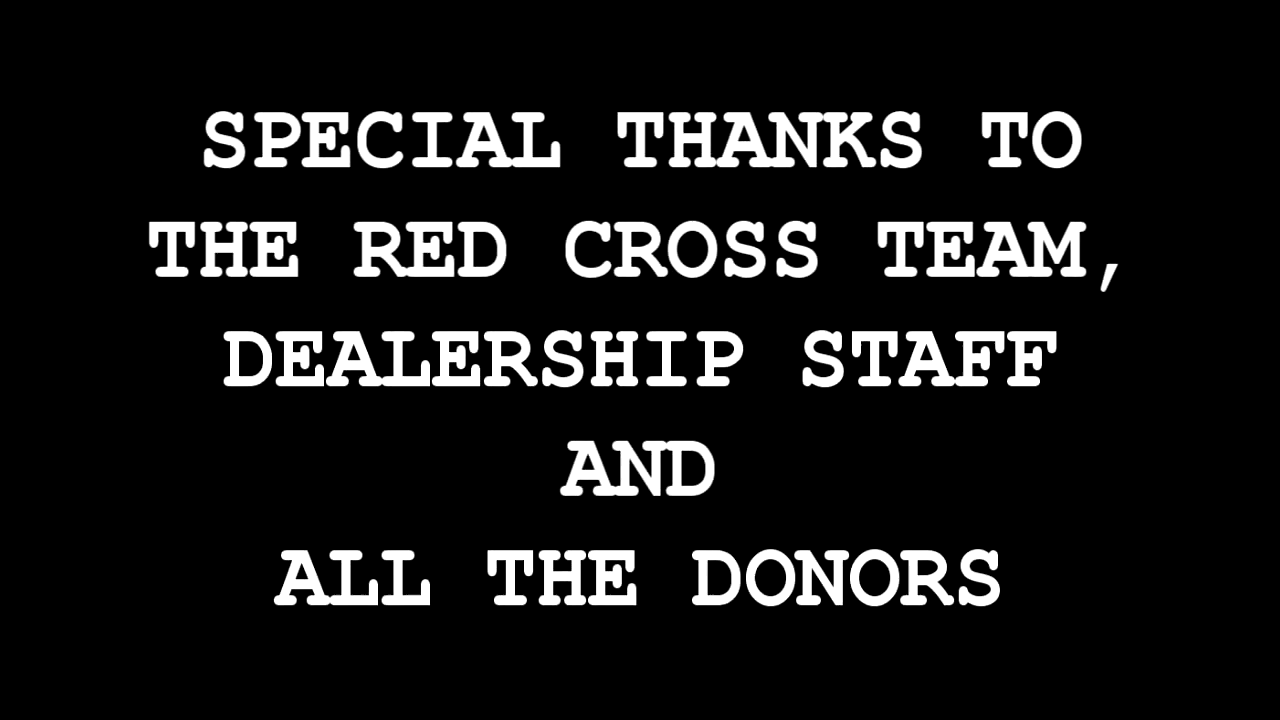 SPECIAL THANKS TO
THE RED CROSS TEAM,
DEALERSHIP STAFF
AND
ALL THE DONORS